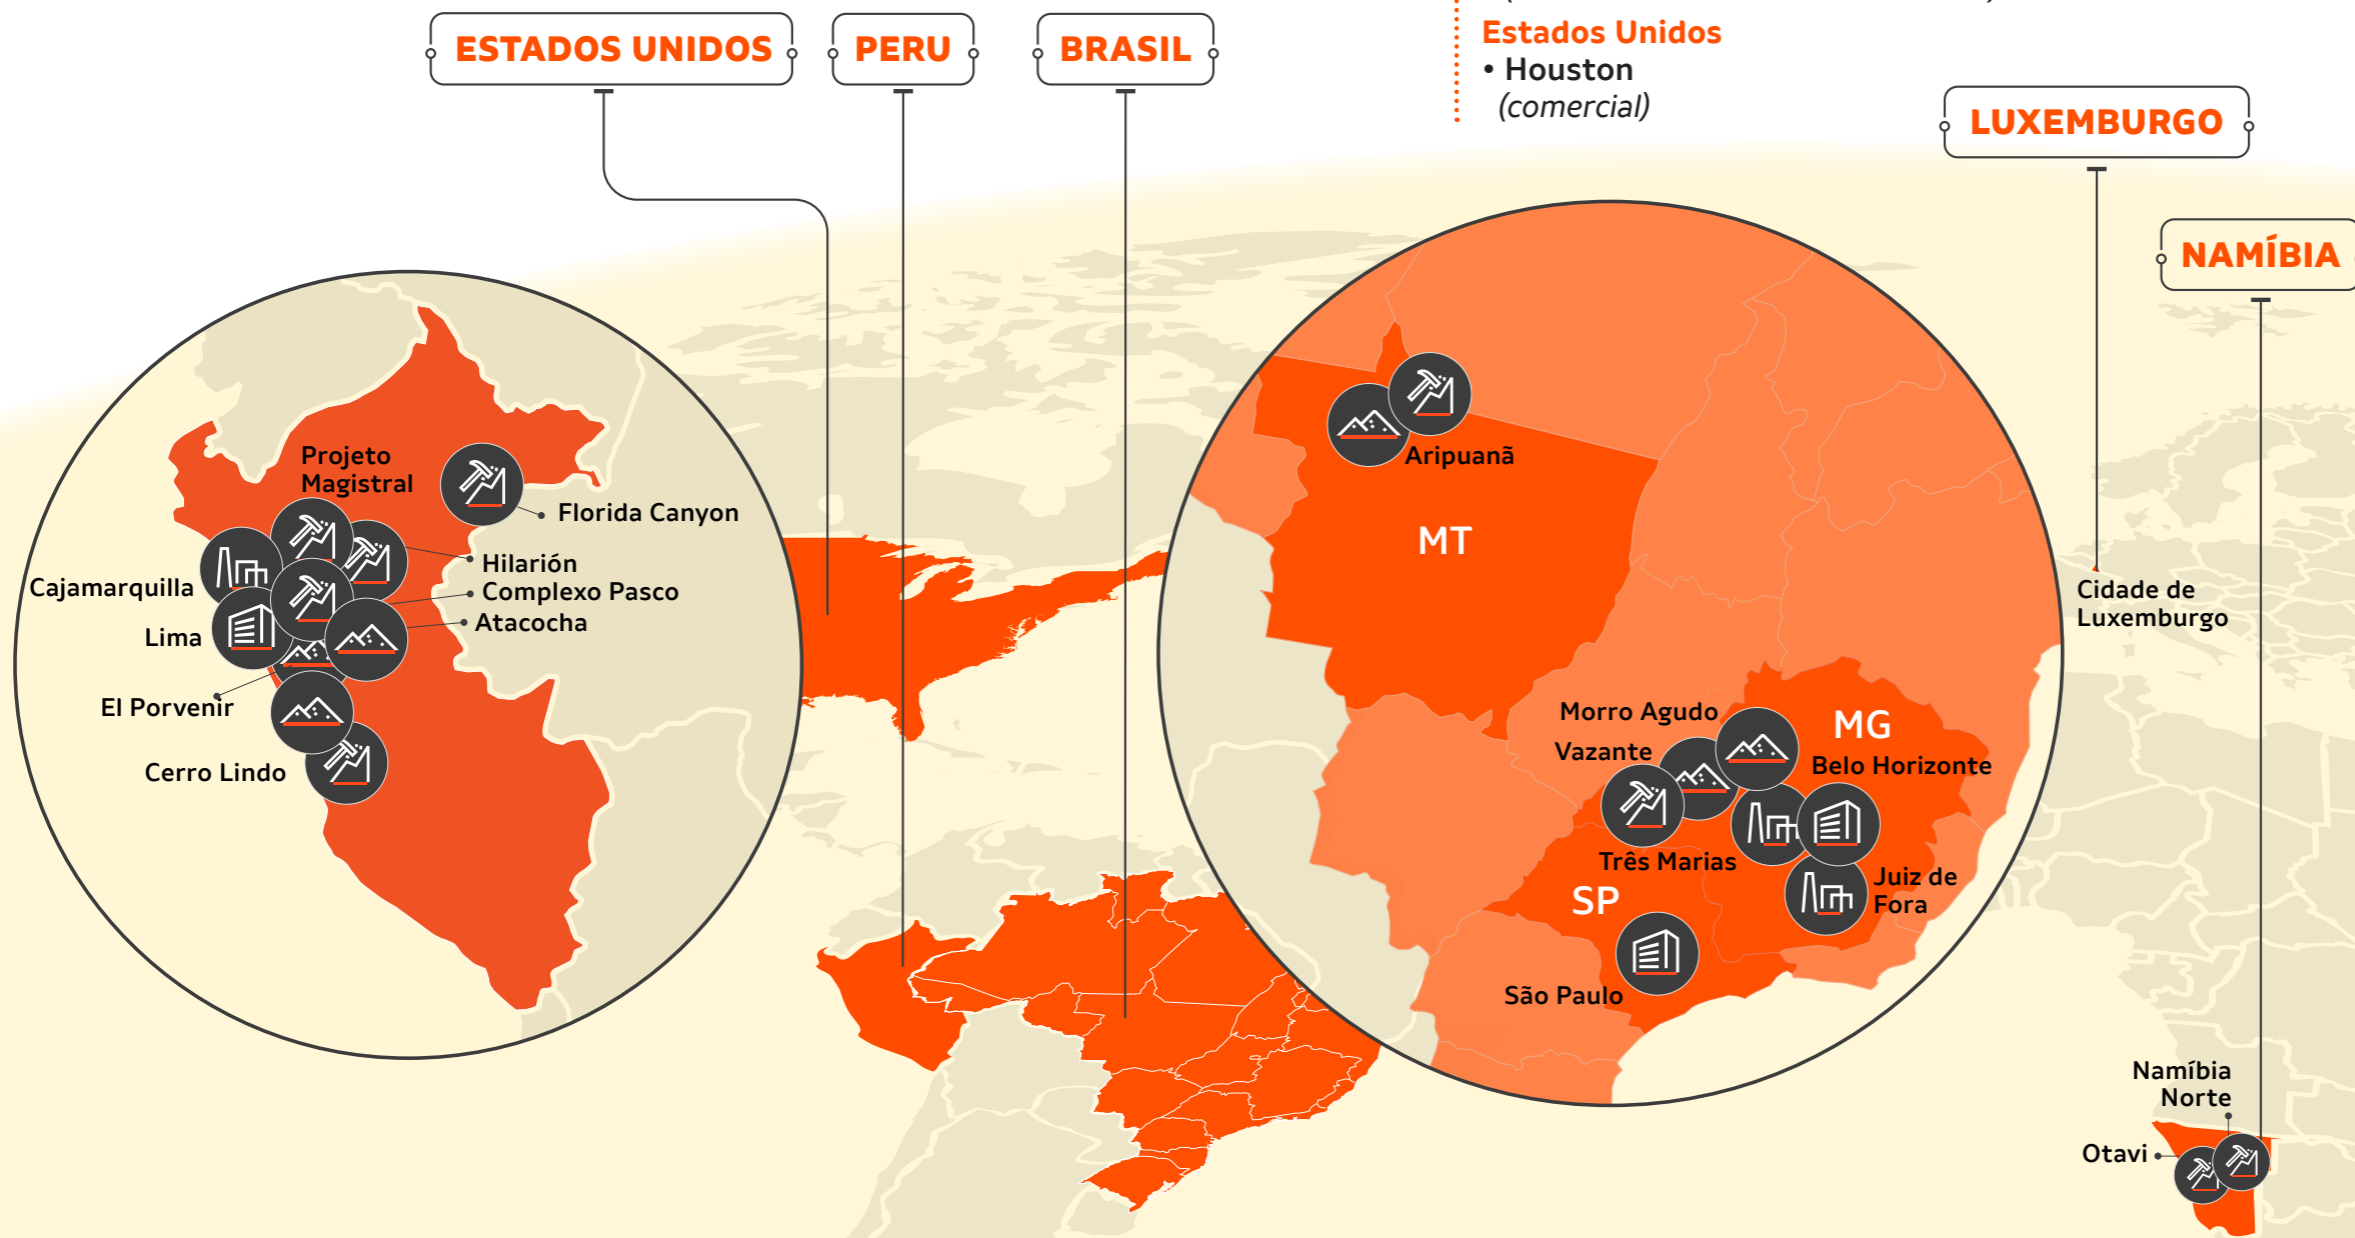 ESTADOS UNIDOS
PERU
BRASIL
Estados Unidos
• Houston
(comercial)
LUXEMBURGO
NAMÍBIA
Projeto
Magistral
Florida Canyon
Hilarión
Complexo Pasco
Atacocha
Cajamarquilla
Lima
El Porvenir
Cerro Lindo
Aripuanã
MT
Morro Agudo
MG
Vazante
Belo Horizonte
Três Marias
Juiz de
Fora
SP
São Paulo
Cidade de
Luxemburgo
Namíbia
Norte
Otavi